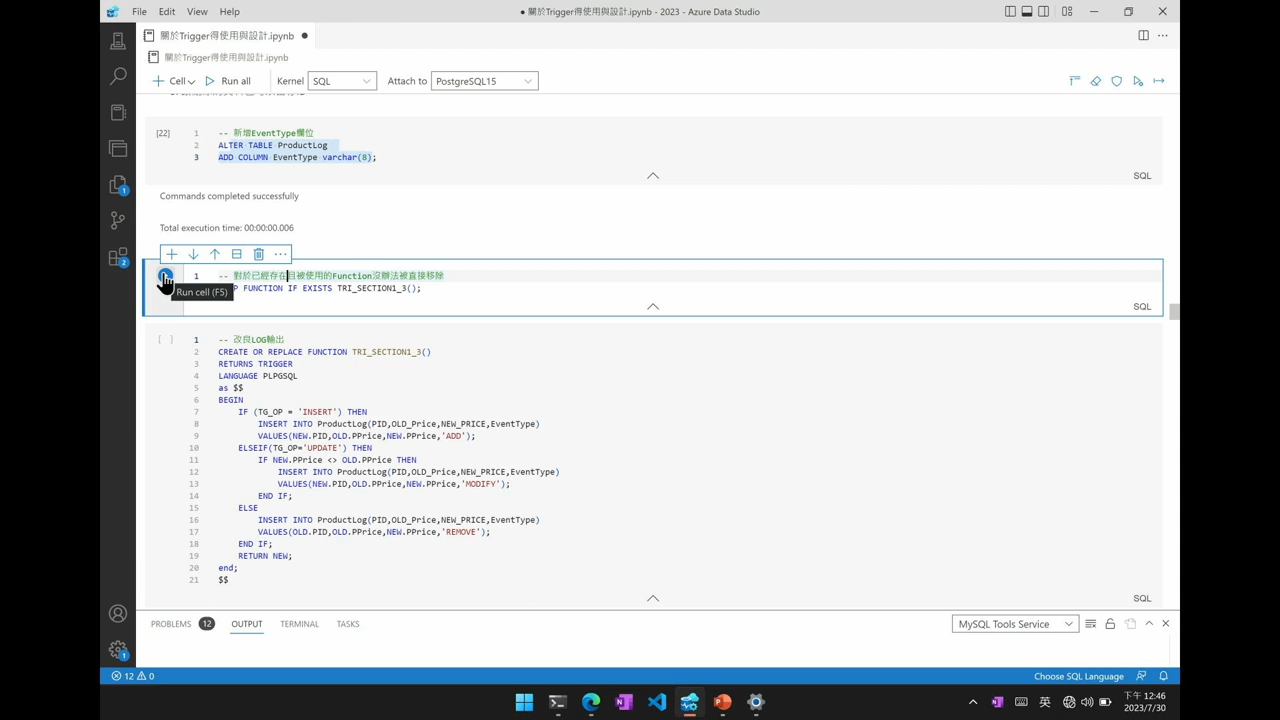 File Edit View Help
● 關於Trigger得使用與設計.ipynb - 2023 - Azure Data Studio
關於Trigger得使用與設計.ipynb ●
關於Trigger得使用與設計.ipynb
Cell Run all Kernel SQL Attach to PostgreSQL15
[22]
1 -- 新增EventType欄位
2 ALTER TABLE ProductLog
3 ADD COLUMN EventType varchar(8);
SQL
Commands completed successfully
Total execution time: 00:00:00.006
1 -- 對於已經存在且被使用的Function沒辦法被直接移除
P FUNCTION IF EXISTS TRI_SECTION1_3();
Run cell (F5)
SQL
[ ]
1 -- 改良LOG輸出
2 CREATE OR REPLACE FUNCTION TRI_SECTION1_3()
3 RETURNS TRIGGER
4 LANGUAGE PLPGSQL
5 as $$
6 BEGIN
7 IF (TG_OP = 'INSERT') THEN
8 INSERT INTO ProductLog(PID,OLD_Price,NEW_PRICE,EventType)
9 VALUES(NEW.PID,OLD.PPrice,NEW.PPrice,'ADD');
10 ELSEIF(TG_OP='UPDATE') THEN
11 IF NEW.PPrice <> OLD.PPrice THEN
12 INSERT INTO ProductLog(PID,OLD_Price,NEW_PRICE,EventType)
13 VALUES(NEW.PID,OLD.PPrice,NEW.PPrice,'MODIFY');
14 END IF;
15 ELSE
16 INSERT INTO ProductLog(PID,OLD_Price,NEW_PRICE,EventType)
17 VALUES(OLD.PID,OLD.PPrice,NEW.PPrice,'REMOVE');
18 END IF;
19 RETURN NEW;
20 end;
21 $$
SQL
PROBLEMS 12 OUTPUT TERMINAL TASKS MySQL Tools Service
12 0 Choose SQL Language
英 下午 12:46
2023/7/30